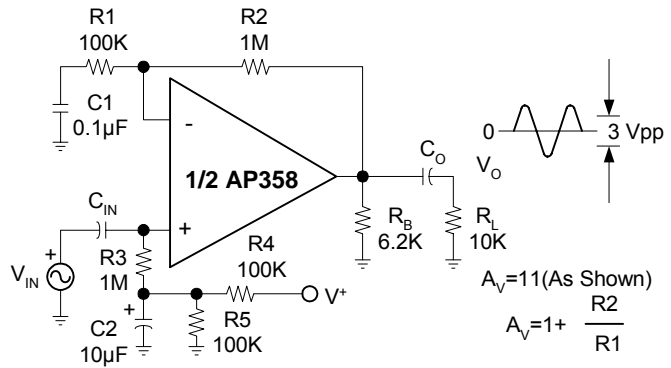 R1
100K
R2
1M
C1
0.1µF
-
1/2 AP358
+
C_IN
V_IN
+
R3
1M
R4
100K
V+
+
C2
10µF
R5
100K
C_O
R_B
6.2K
R_L
10K
0
3 Vpp
V_O
A_V=11(As Shown)
A_V=1+ R2
R1